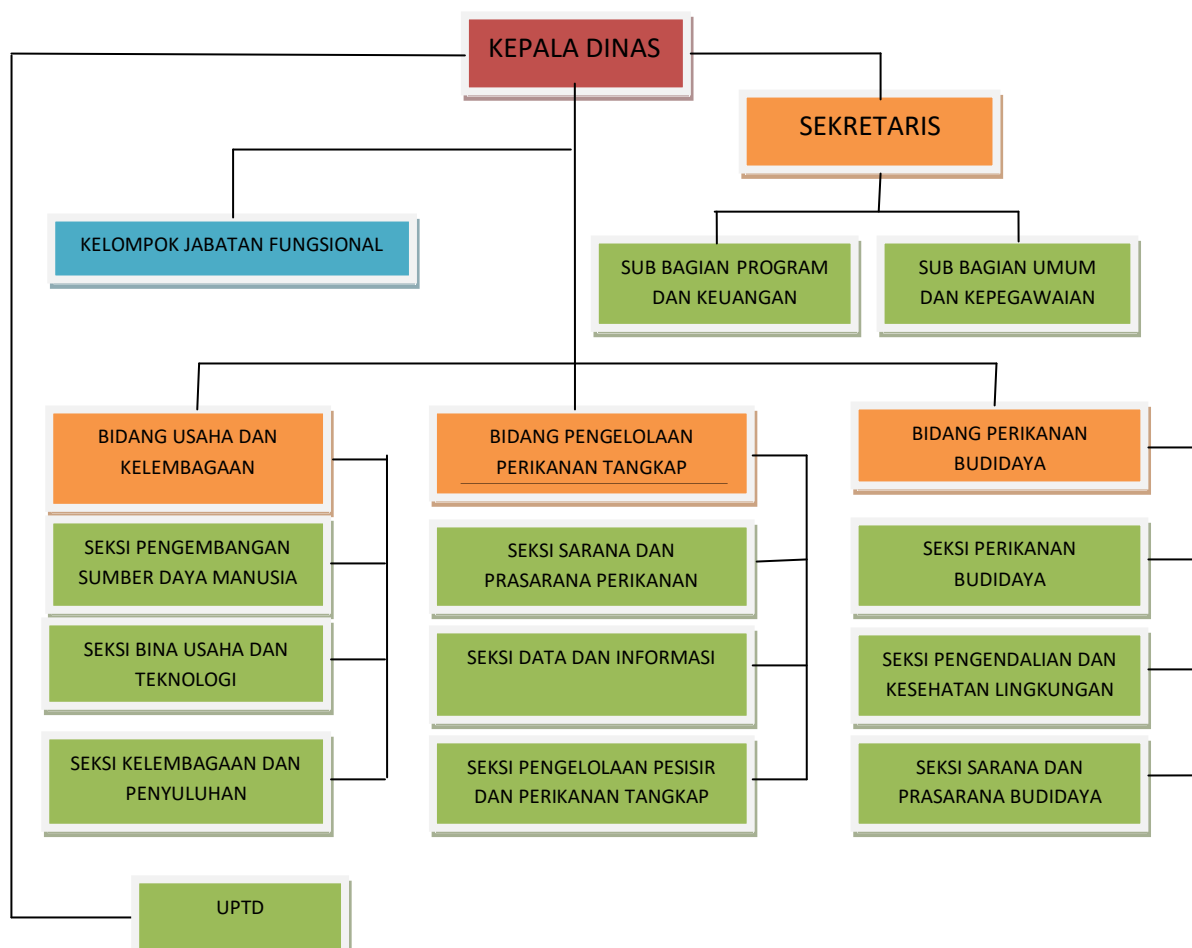 KEPALA DINAS
SEKRETARIS
KELOMPOK JABATAN FUNGSIONAL
SUB BAGIAN PROGRAM
DAN KEUANGAN
SUB BAGIAN UMUM
DAN KEPEGAWAIAN
BIDANG USAHA DAN
KELEMBAGAAN
SEKSI PENGEMBANGAN
SUMBER DAYA MANUSIA
SEKSI BINA USAHA DAN
TEKNOLOGI
SEKSI KELEMBAGAAN DAN
PENYULUHAN
BIDANG PENGELOLAAN
PERIKANAN TANGKAP
SEKSI SARANA DAN
PRASARANA PERIKANAN
SEKSI DATA DAN INFORMASI
SEKSI PENGELOLAAN PESISIR
DAN PERIKANAN TANGKAP
BIDANG PERIKANAN
BUDIDAYA
SEKSI PERIKANAN
BUDIDAYA
SEKSI PENGENDALIAN DAN
KESEHATAN LINGKUNGAN
SEKSI SARANA DAN
PRASARANA BUDIDAYA
UPTD